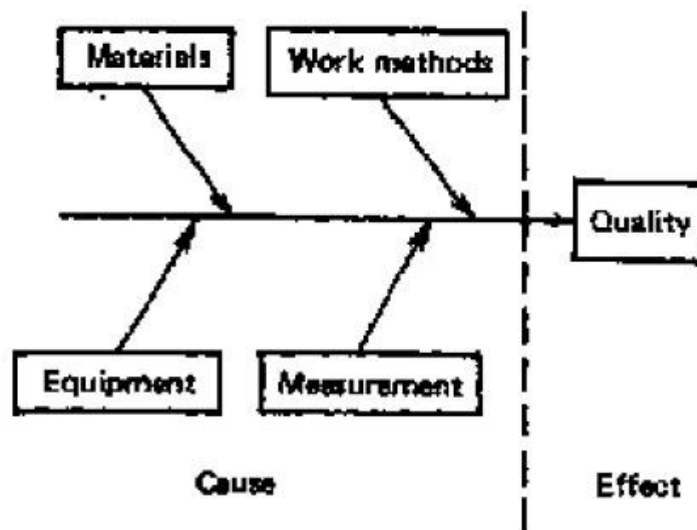 Materials
Work methods
Quality
Equipment
Measurement
Cause
Effect